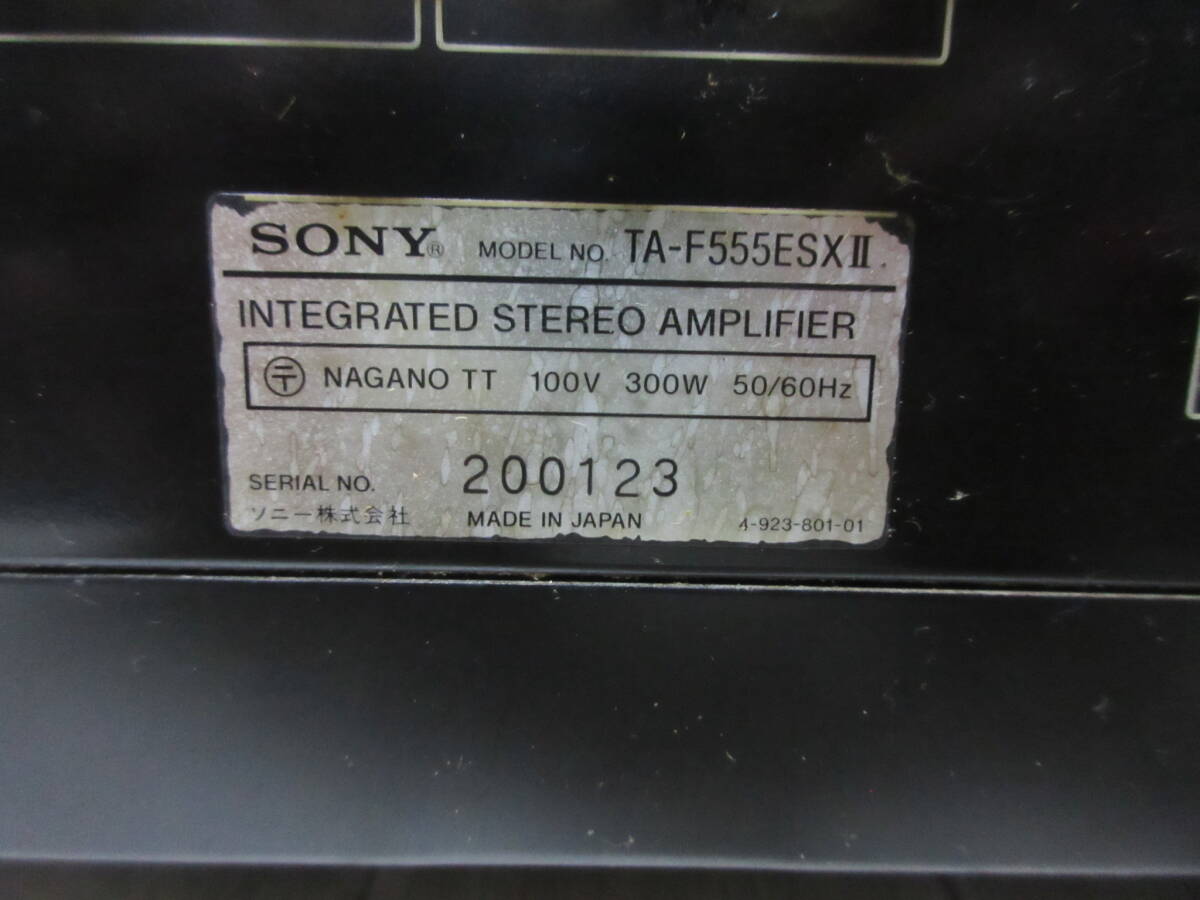 SONY® MODEL NO. TA-F555ESXII
INTEGRATED STEREO AMPLIFIER
〶 NAGANO TT 100V 300W 50/60Hz
SERIAL NO. 200123
ソニー株式会社 MADE IN JAPAN 4-923-801-01